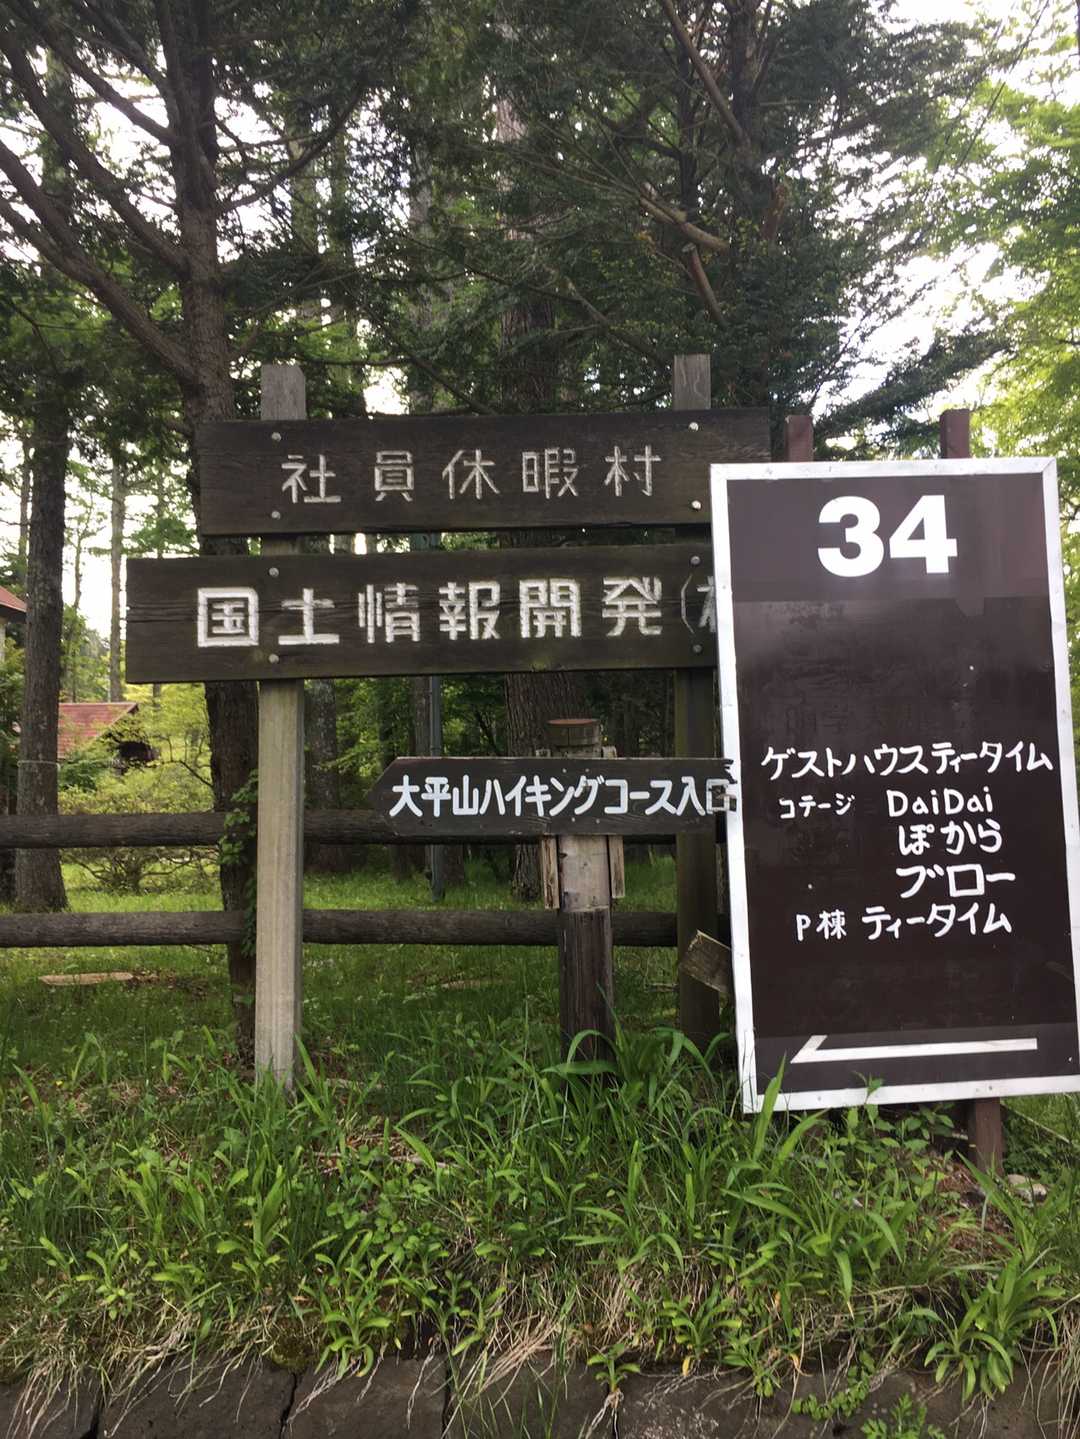 社員休暇村
国土情報開発(株
大平山ハイキングコース入口
34
ゲストハウスティータイム
コテージ DaiDai
ぽから
ブロー
P棟 ティータイム